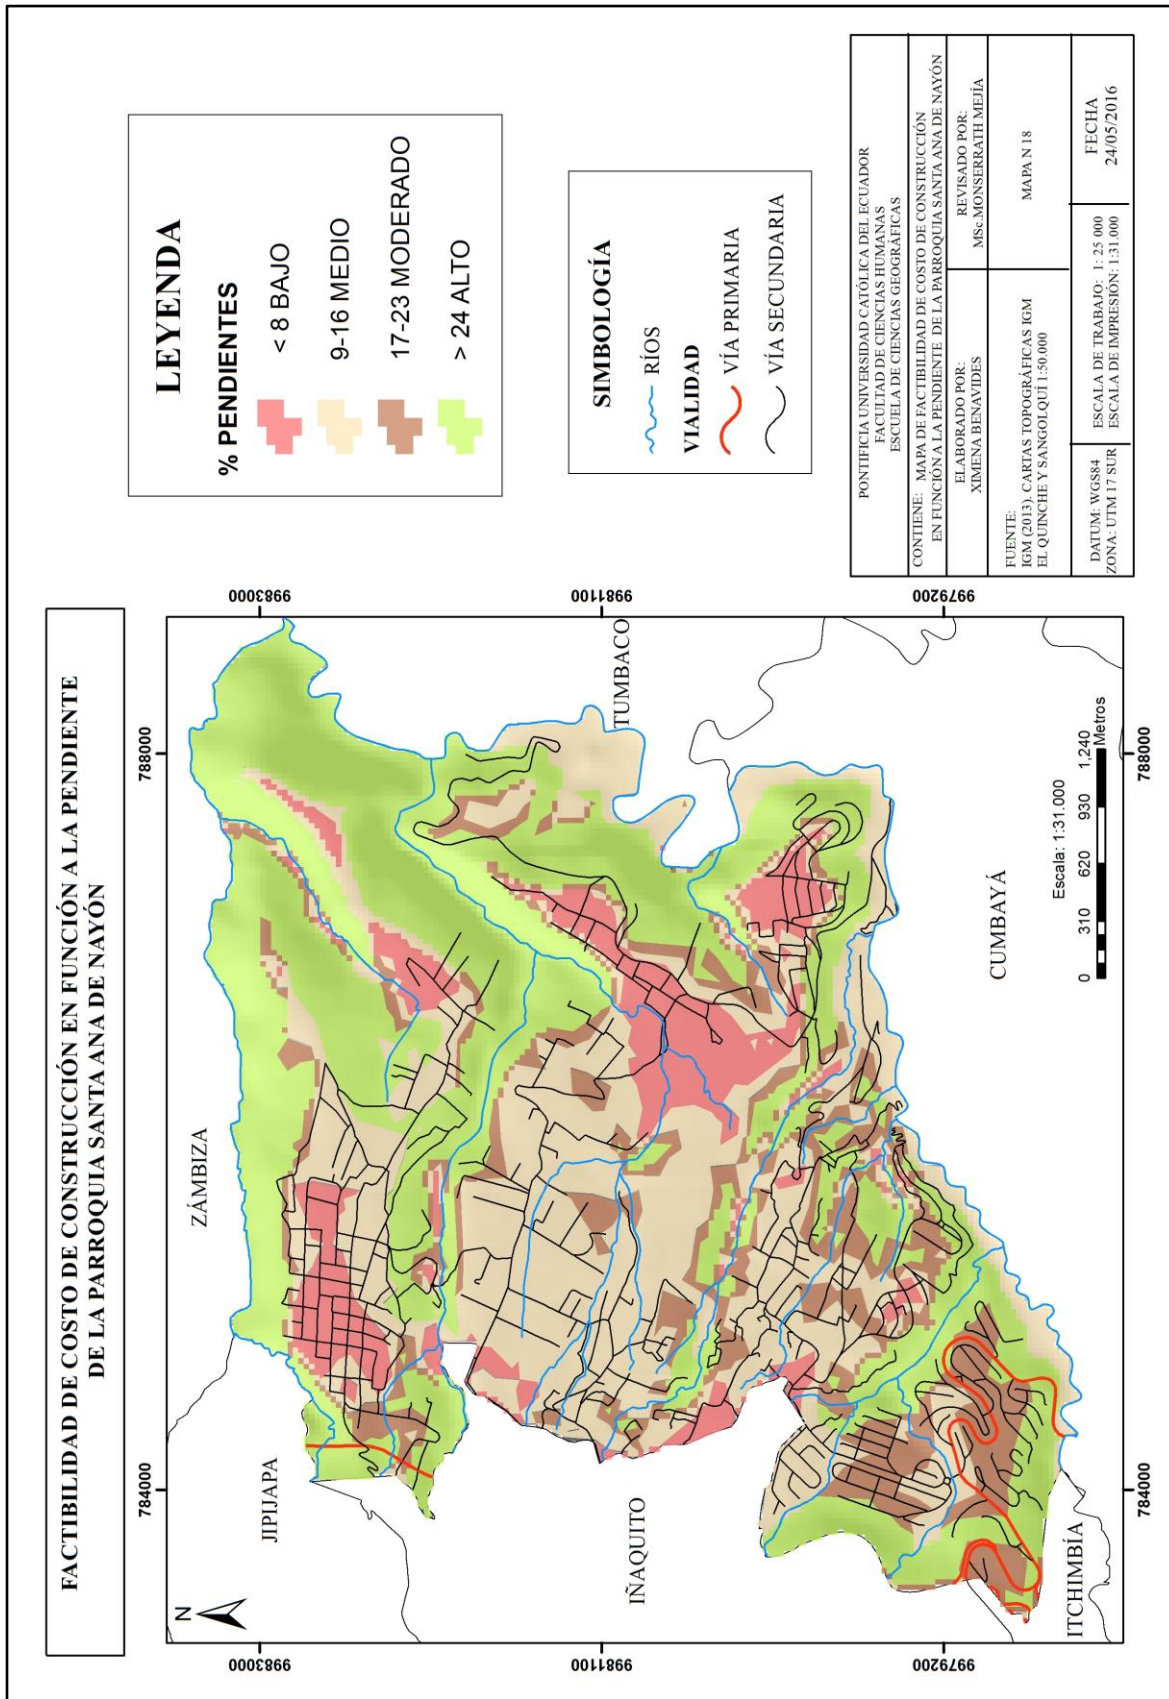 FACTIBILIDAD DE COSTO DE CONSTRUCCIÓN EN FUNCIÓN A LA PENDIENTE
DE LA PARROQUIA SANTA ANA DE NAYÓN
784000
788000
N
9983000
9981100
9979200
9983000
9981100
9979200
JIPIJAPA
ZÁMBIZA
IÑAQUITO
TUMBACO
ITCHIMBÍA
CUMBAYÁ
Escala: 1:31.000
0 310 620 930 1,240
Metros
784000
788000
LEYENDA
% PENDIENTES
< 8 BAJO
9-16 MEDIO
17-23 MODERADO
> 24 ALTO
SIMBOLOGÍA
RÍOS
VIALIDAD
VÍA PRIMARIA
VÍA SECUNDARIA
PONTIFICIA UNIVERSIDAD CATÓLICA DEL ECUADOR
FACULTAD DE CIENCIAS HUMANAS
ESCUELA DE CIENCIAS GEOGRÁFICAS
CONTIENE: MAPA DE FACTIBILIDAD DE COSTO DE CONSTRUCCIÓN
EN FUNCIÓN A LA PENDIENTE DE LA PARROQUIA SANTA ANA DE NAYÓN
ELABORADO POR:
XIMENA BENAVIDES
REVISADO POR:
MSc.MONSERRATH MEJÍA
FUENTE:
IGM (2013). CARTAS TOPOGRÁFICAS IGM
EL QUINCHE Y SANGOLQUÍ 1:50.000
MAPA N 18
DATUM: WGS84
ZONA: UTM 17 SUR
ESCALA DE TRABAJO: 1: 25 000
ESCALA DE IMPRESIÓN: 1:31.000
FECHA
24/05/2016